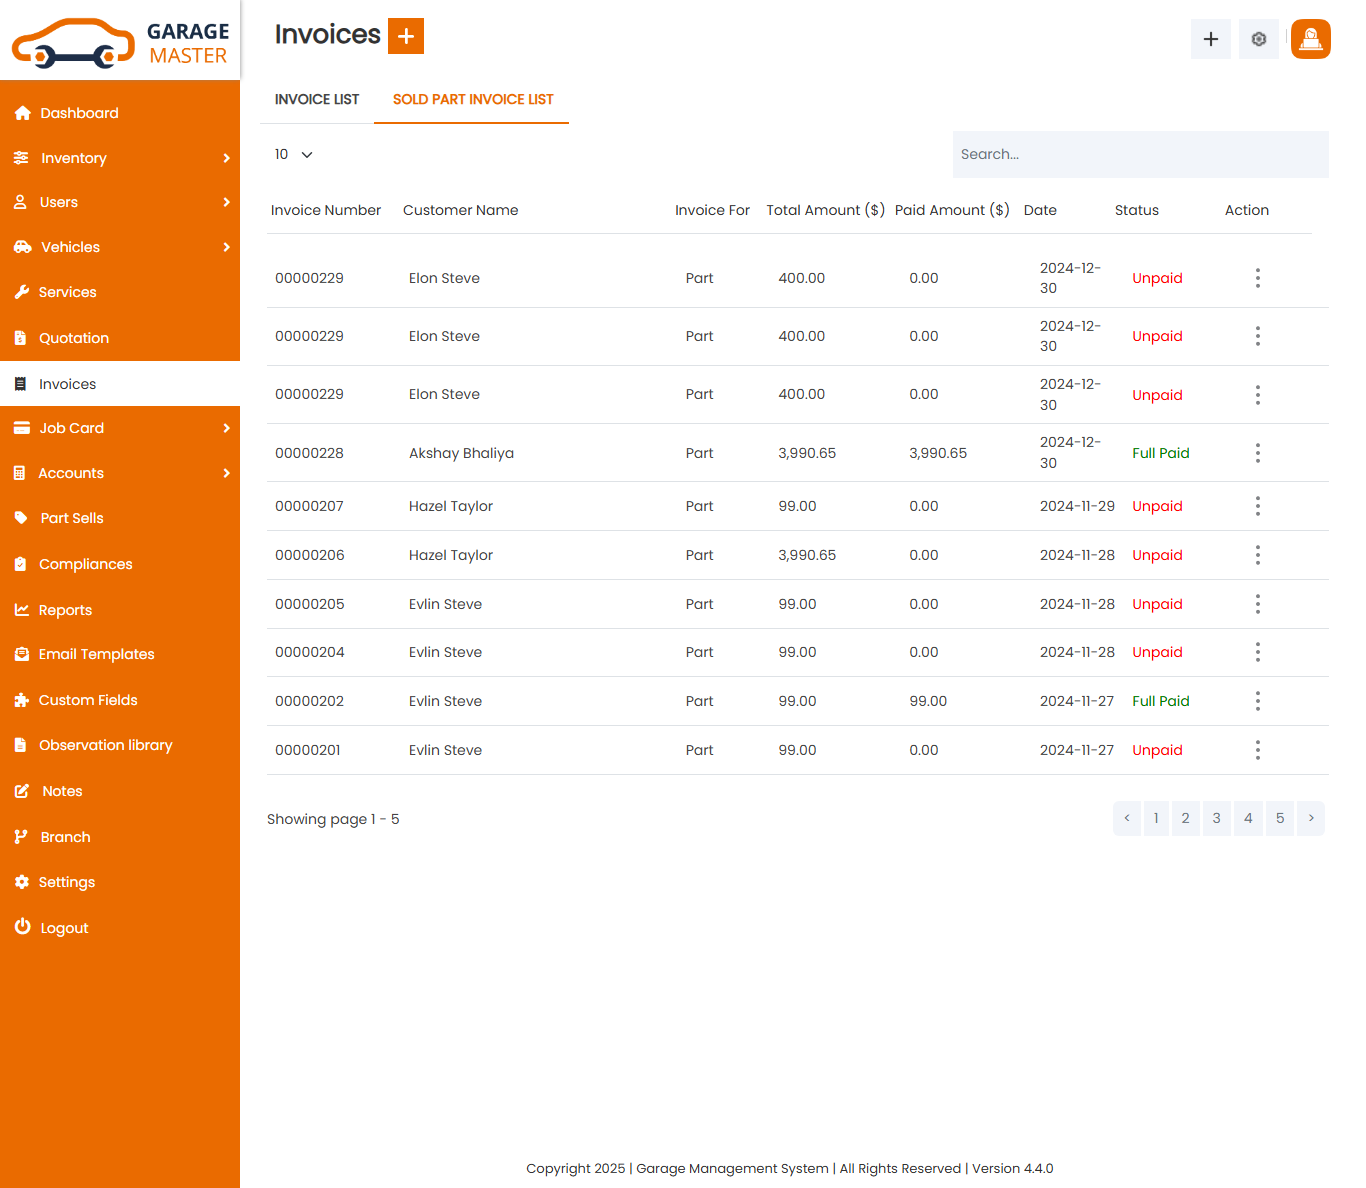 GARAGE
MASTER
Dashboard
Inventory
Users
Vehicles
Services
Quotation
Invoices
Job Card
Accounts
Part Sells
Compliances
Reports
Email Templates
Custom Fields
Observation library
Notes
Branch
Settings
Logout
Invoices +
INVOICE LIST SOLD PART INVOICE LIST
10
Search...
Invoice Number Customer Name Invoice For Total Amount ($) Paid Amount ($) Date Status Action
00000229 Elon Steve Part 400.00 0.00 2024-12-30 Unpaid
00000229 Elon Steve Part 400.00 0.00 2024-12-30 Unpaid
00000229 Elon Steve Part 400.00 0.00 2024-12-30 Unpaid
00000228 Akshay Bhaliya Part 3,990.65 3,990.65 2024-12-30 Full Paid
00000207 Hazel Taylor Part 99.00 0.00 2024-11-29 Unpaid
00000206 Hazel Taylor Part 3,990.65 0.00 2024-11-28 Unpaid
00000205 Evlin Steve Part 99.00 0.00 2024-11-28 Unpaid
00000204 Evlin Steve Part 99.00 0.00 2024-11-28 Unpaid
00000202 Evlin Steve Part 99.00 99.00 2024-11-27 Full Paid
00000201 Evlin Steve Part 99.00 0.00 2024-11-27 Unpaid
Showing page 1 - 5
< 1 2 3 4 5 >
Copyright 2025 | Garage Management System | All Rights Reserved | Version 4.4.0